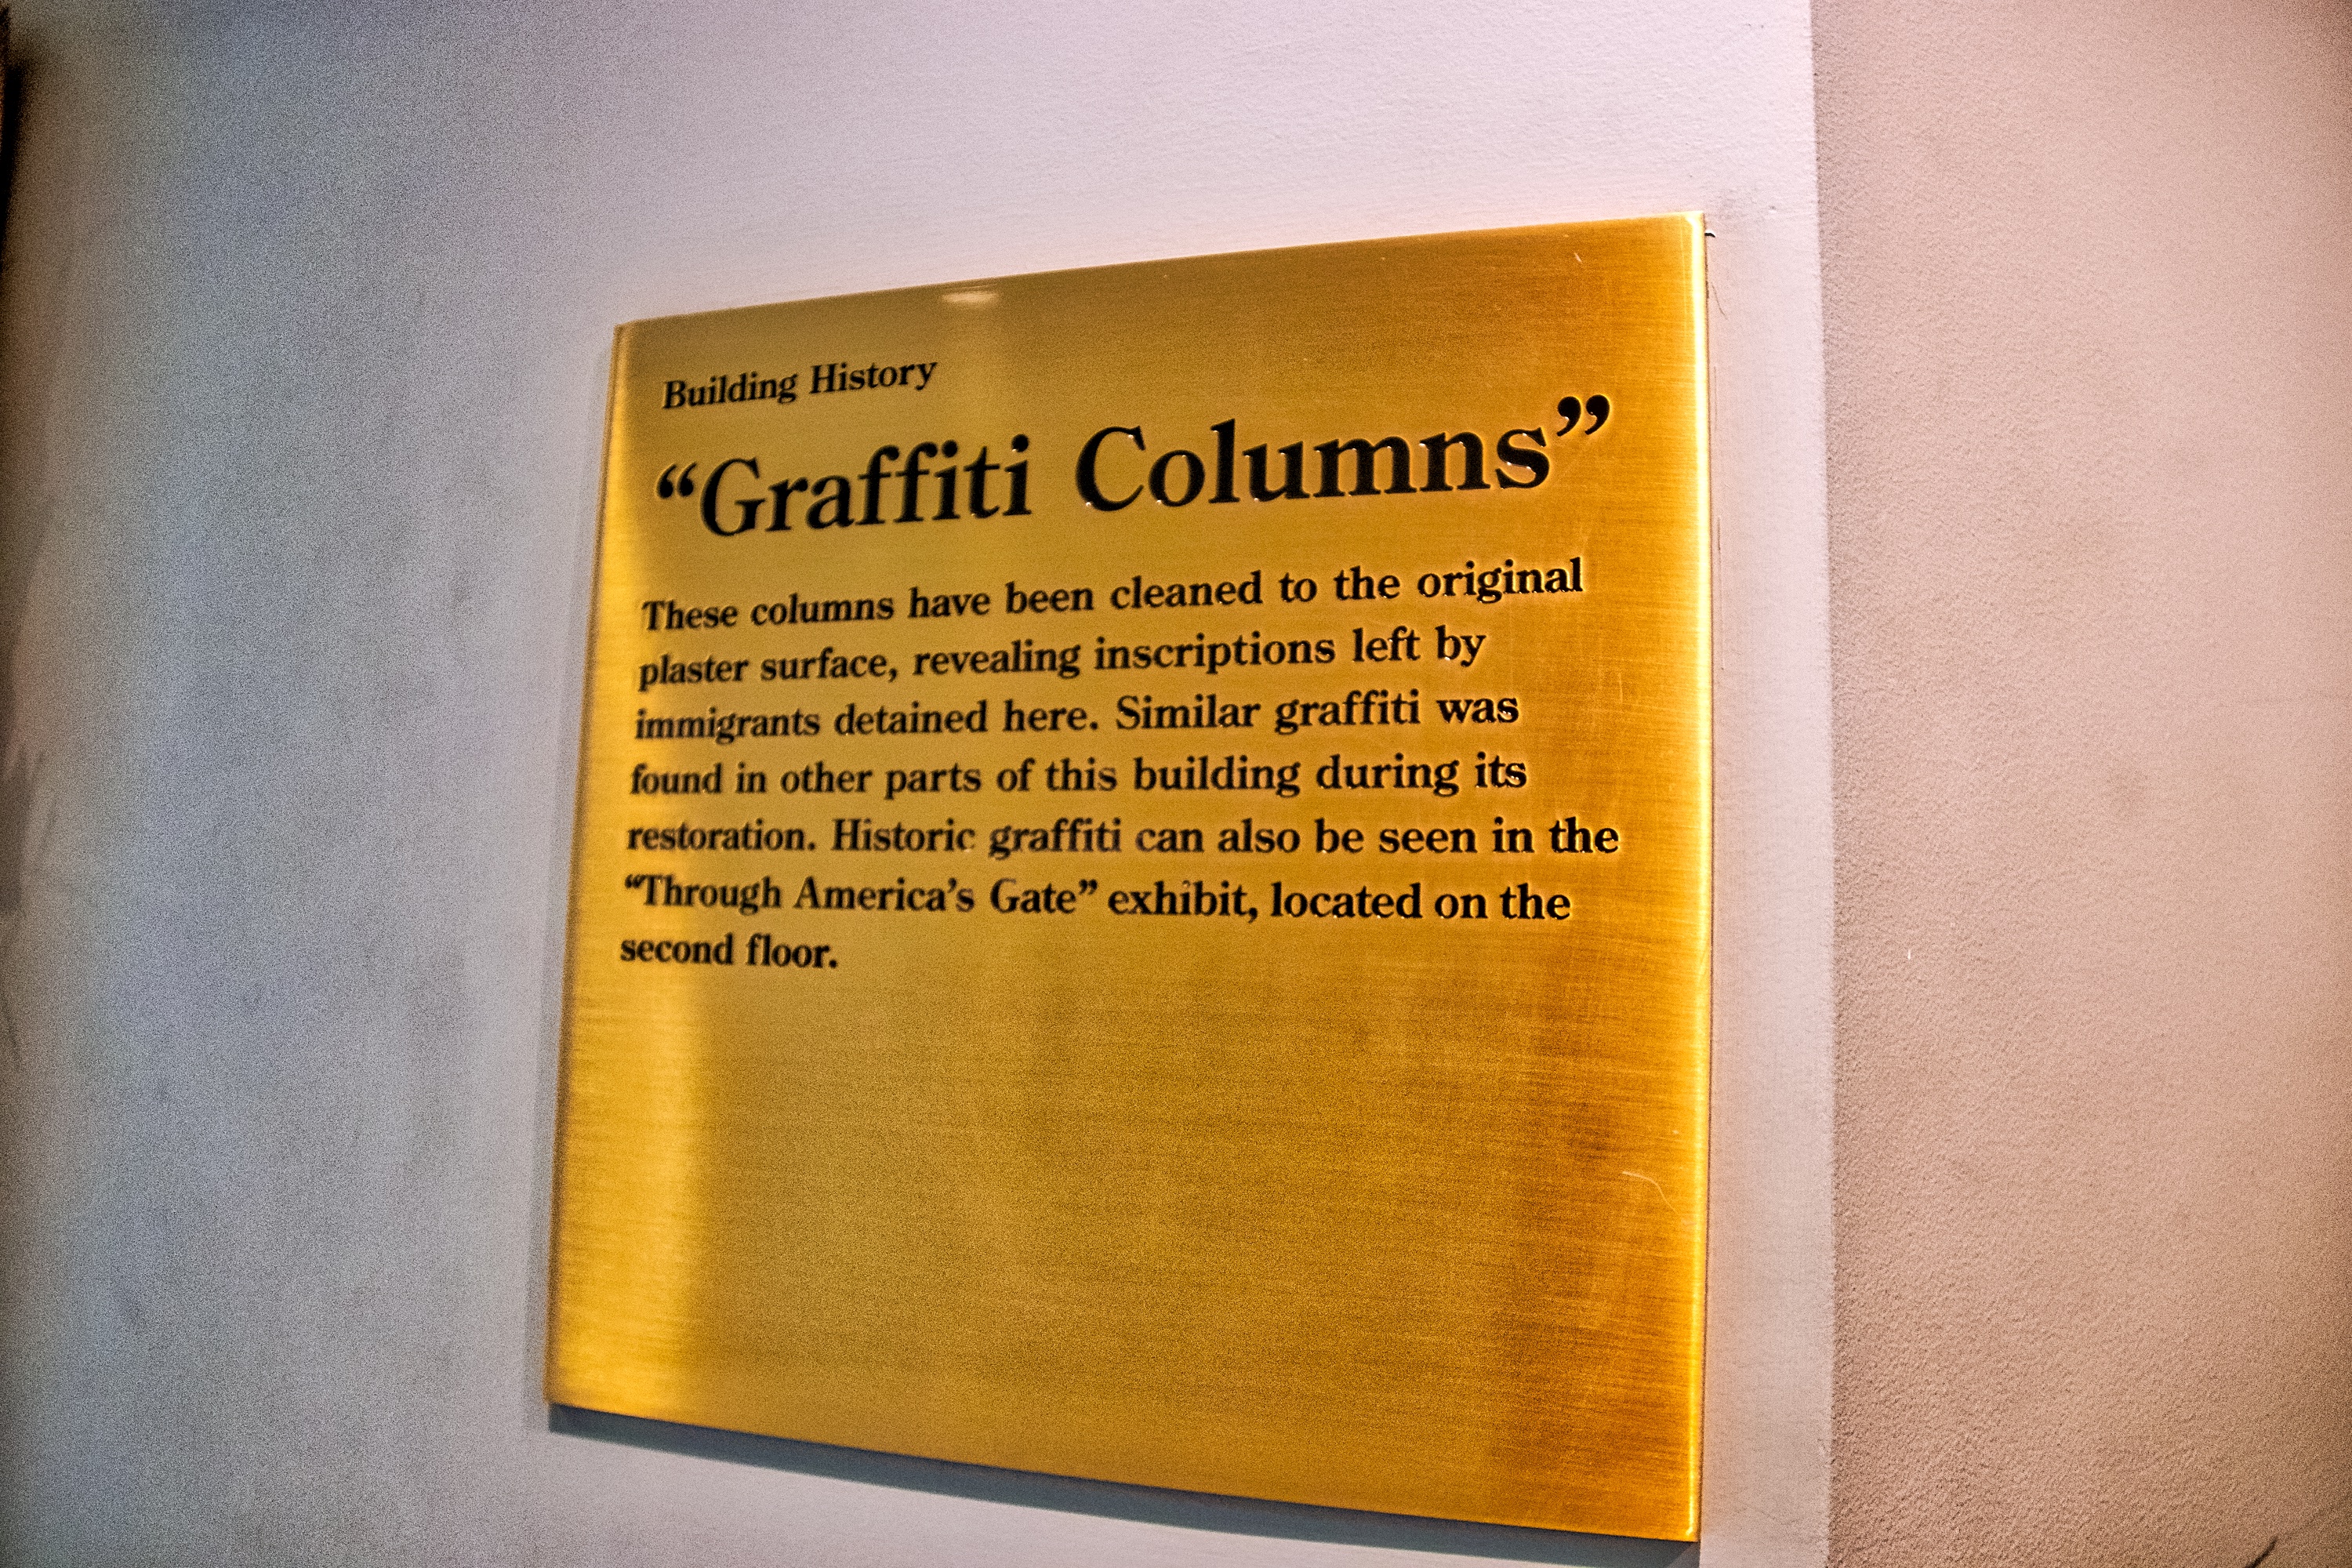 Building History
“Graffiti Columns”
These columns have been cleaned to the original
plaster surface, revealing inscriptions left by
immigrants detained here. Similar graffiti was
found in other parts of this building during its
restoration. Historic graffiti can also be seen in the
“Through America’s Gate” exhibit, located on the
second floor.